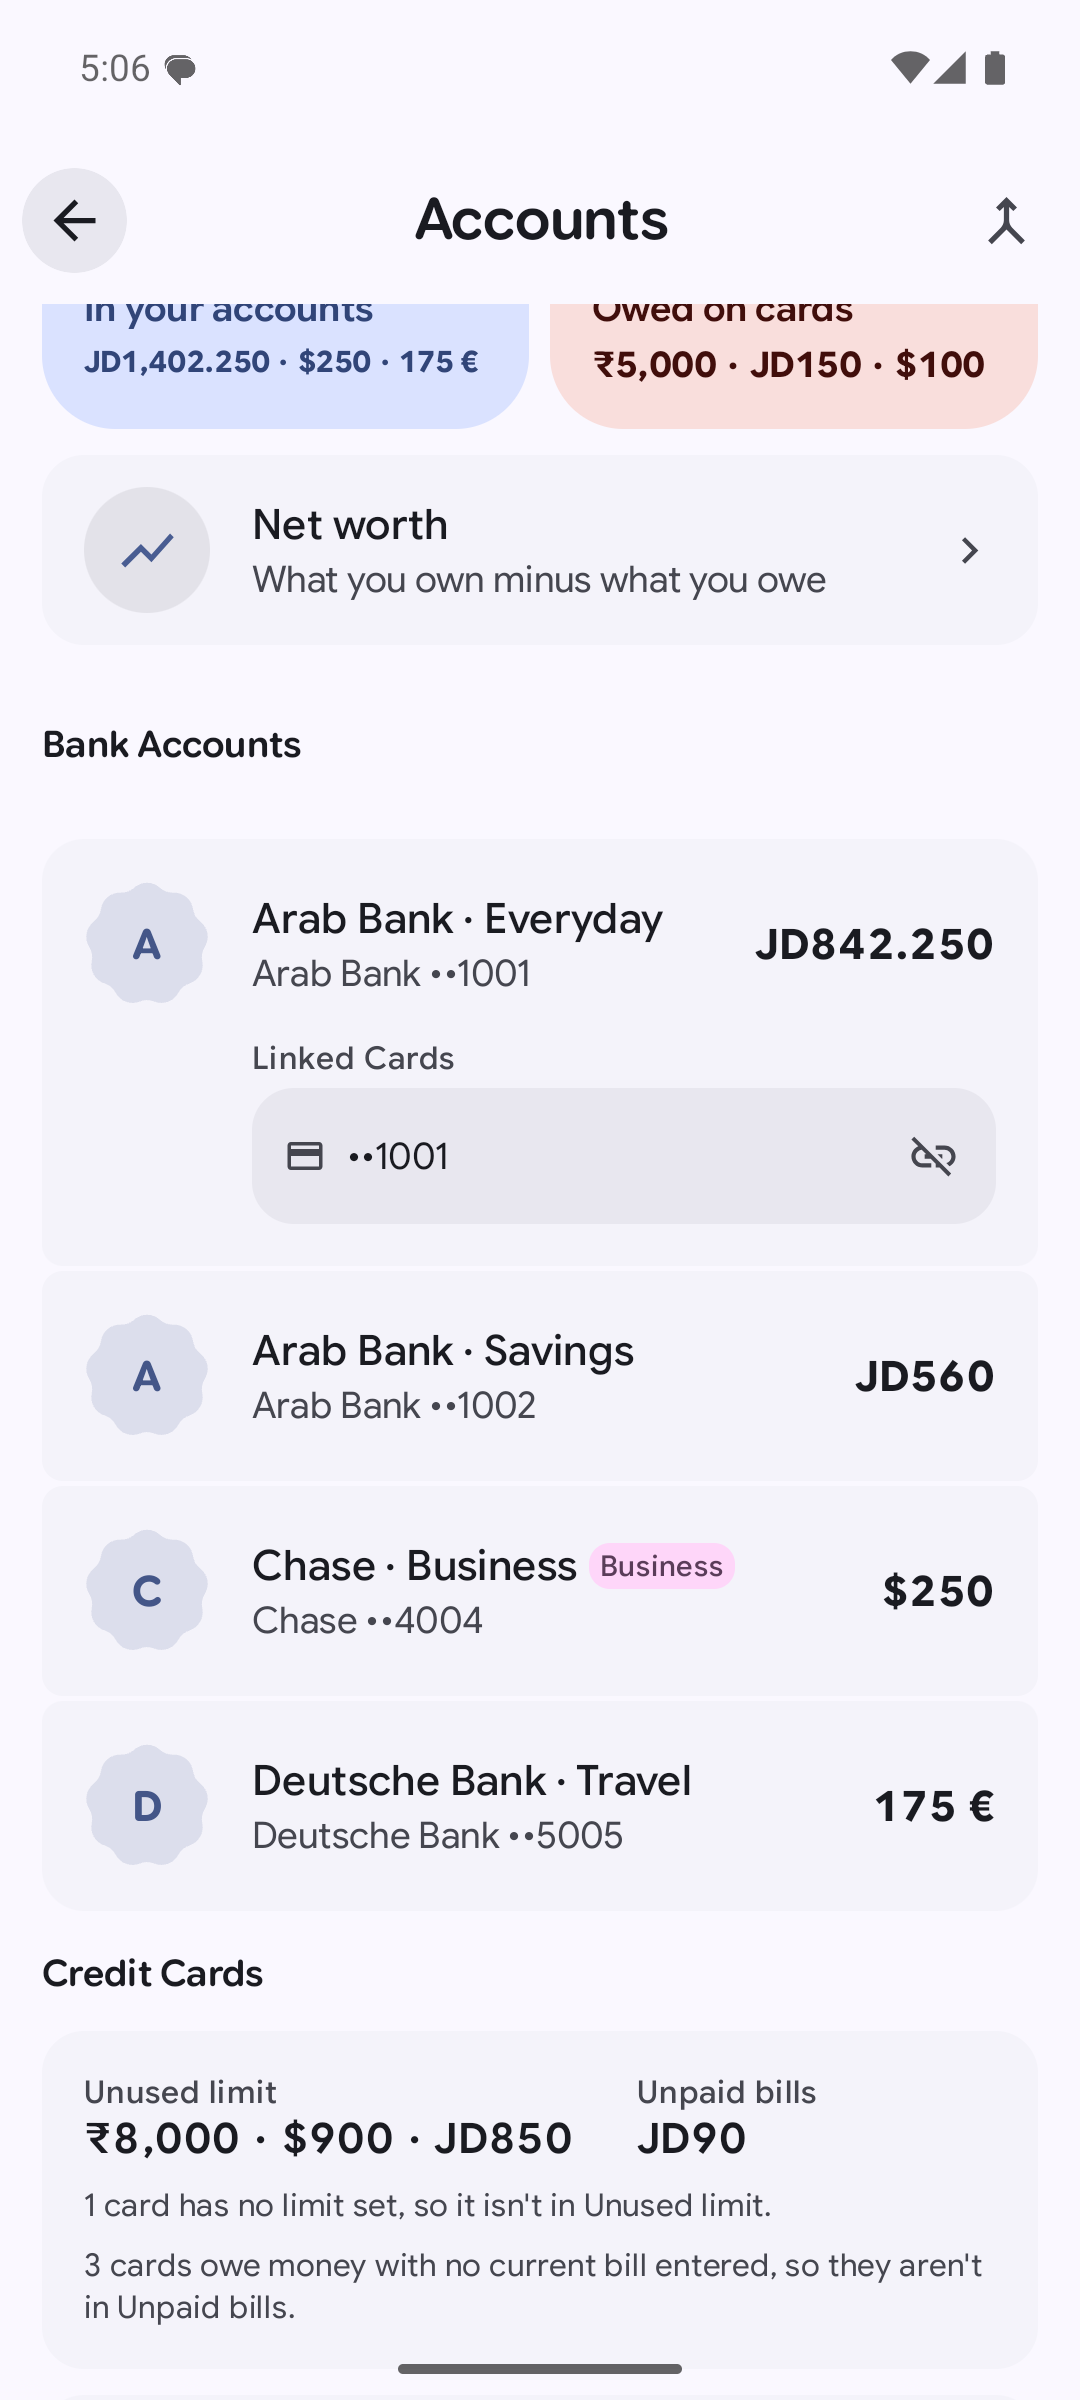 5:06
Accounts
In your accounts
JD1,402.250 · $250 · 175 €
Owed on cards
₹5,000 · JD150 · $100
Net worth
What you own minus what you owe
Bank Accounts
A
Arab Bank · Everyday
Arab Bank ••1001
JD842.250
Linked Cards
••1001
A
Arab Bank · Savings
Arab Bank ••1002
JD560
C
Chase · Business
Business
Chase ••4004
$250
D
Deutsche Bank · Travel
Deutsche Bank ••5005
175 €
Credit Cards
Unused limit
₹8,000 · $900 · JD850
Unpaid bills
JD90
1 card has no limit set, so it isn't in Unused limit.
3 cards owe money with no current bill entered, so they aren't
in Unpaid bills.